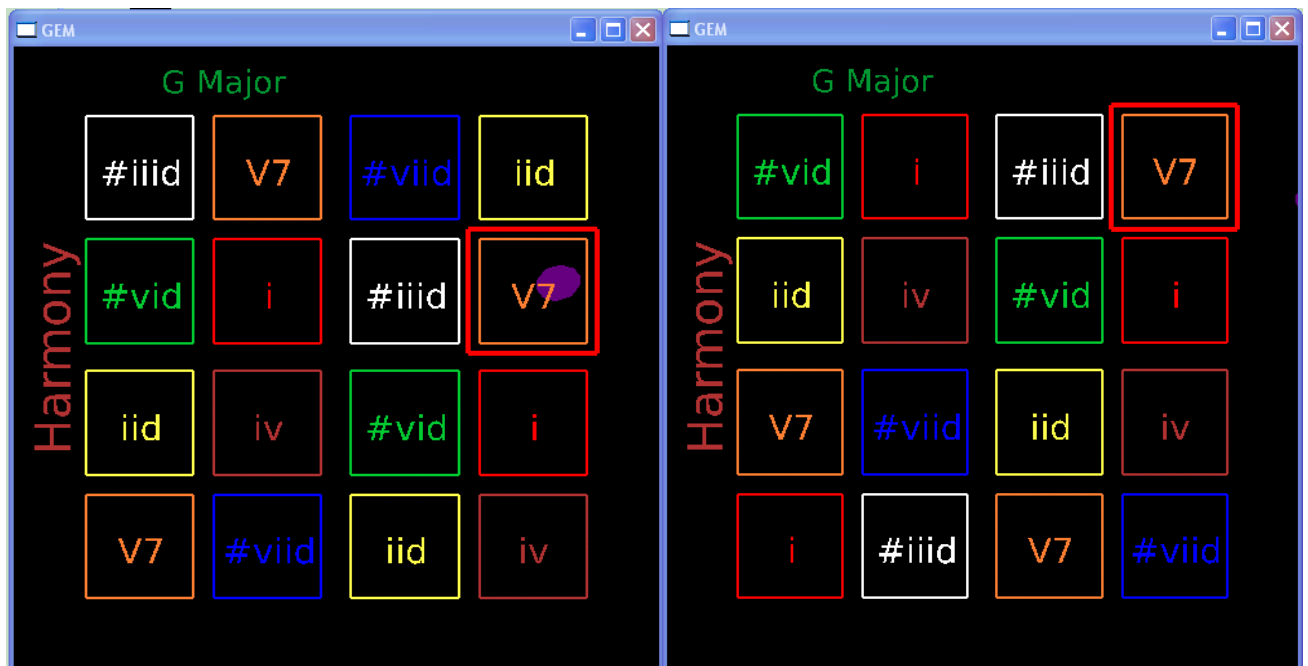 GEM
G Major
Harmony
#iiid V7 #viid iid
#vid i #iiid V7
iid iv #vid i
V7 #viid iid iv
GEM
G Major
Harmony
#vid i #iiid V7
iid iv #vid i
V7 #viid iid iv
i #iiid V7 #viid